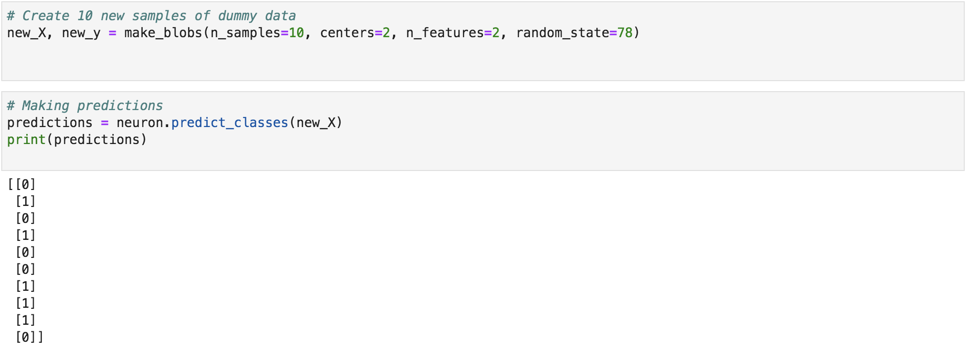 # Create 10 new samples of dummy data
new_X, new_y = make_blobs(n_samples=10, centers=2, n_features=2, random_state=78)
# Making predictions
predictions = neuron.predict_classes(new_X)
print(predictions)
[[0]
[1]
[0]
[1]
[0]
[0]
[1]
[1]
[1]
[0]]